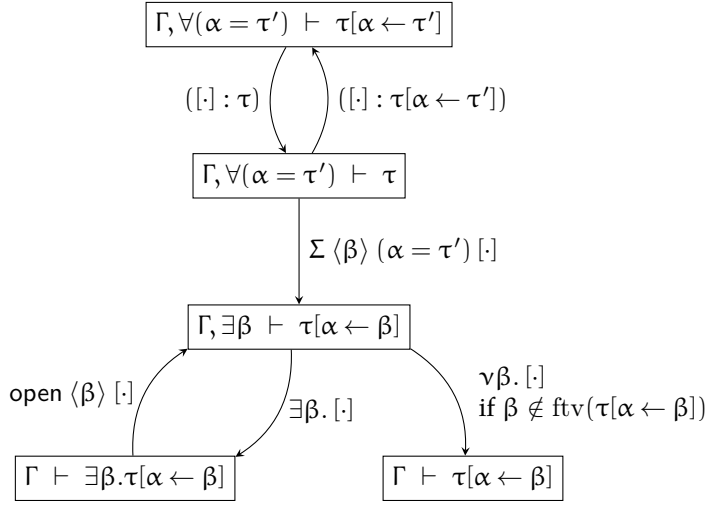 Γ, ∀(α = τ′) ⊢ τ[α ← τ′]
([·] : τ)
([·] : τ[α ← τ′])
Γ, ∀(α = τ′) ⊢ τ
Σ ⟨β⟩ (α = τ′) [·]
Γ, ∃β ⊢ τ[α ← β]
open ⟨β⟩ [·]
∃β. [·]
νβ. [·]
if β ∉ ftv(τ[α ← β])
Γ ⊢ ∃β.τ[α ← β]
Γ ⊢ τ[α ← β]